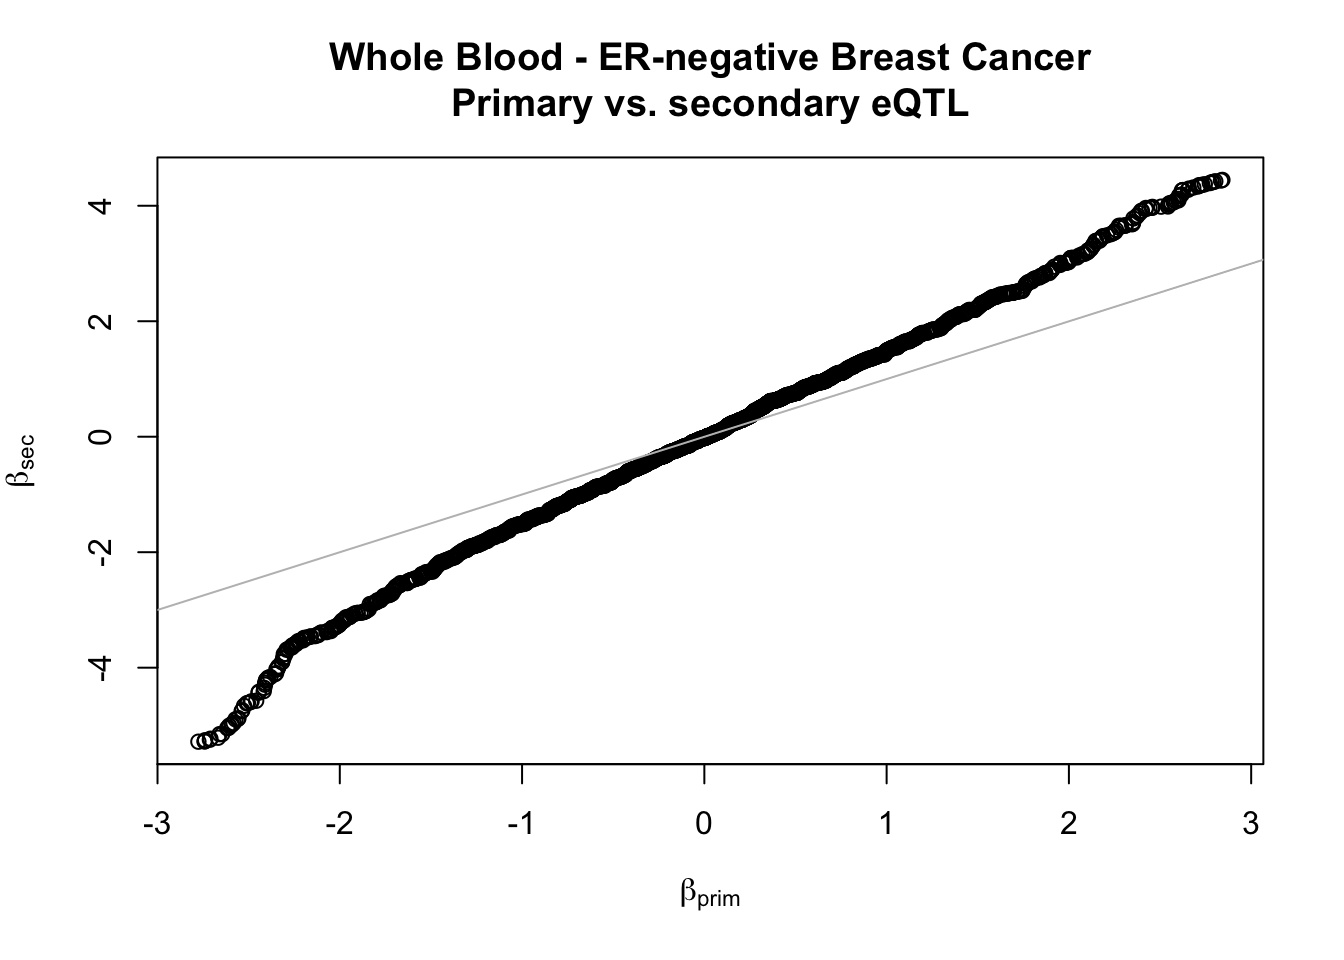 Whole Blood - ER-negative Breast Cancer
Primary vs. secondary eQTL
4
2
0
-2
-4
βsec
-3 -2 -1 0 1 2 3
βprim